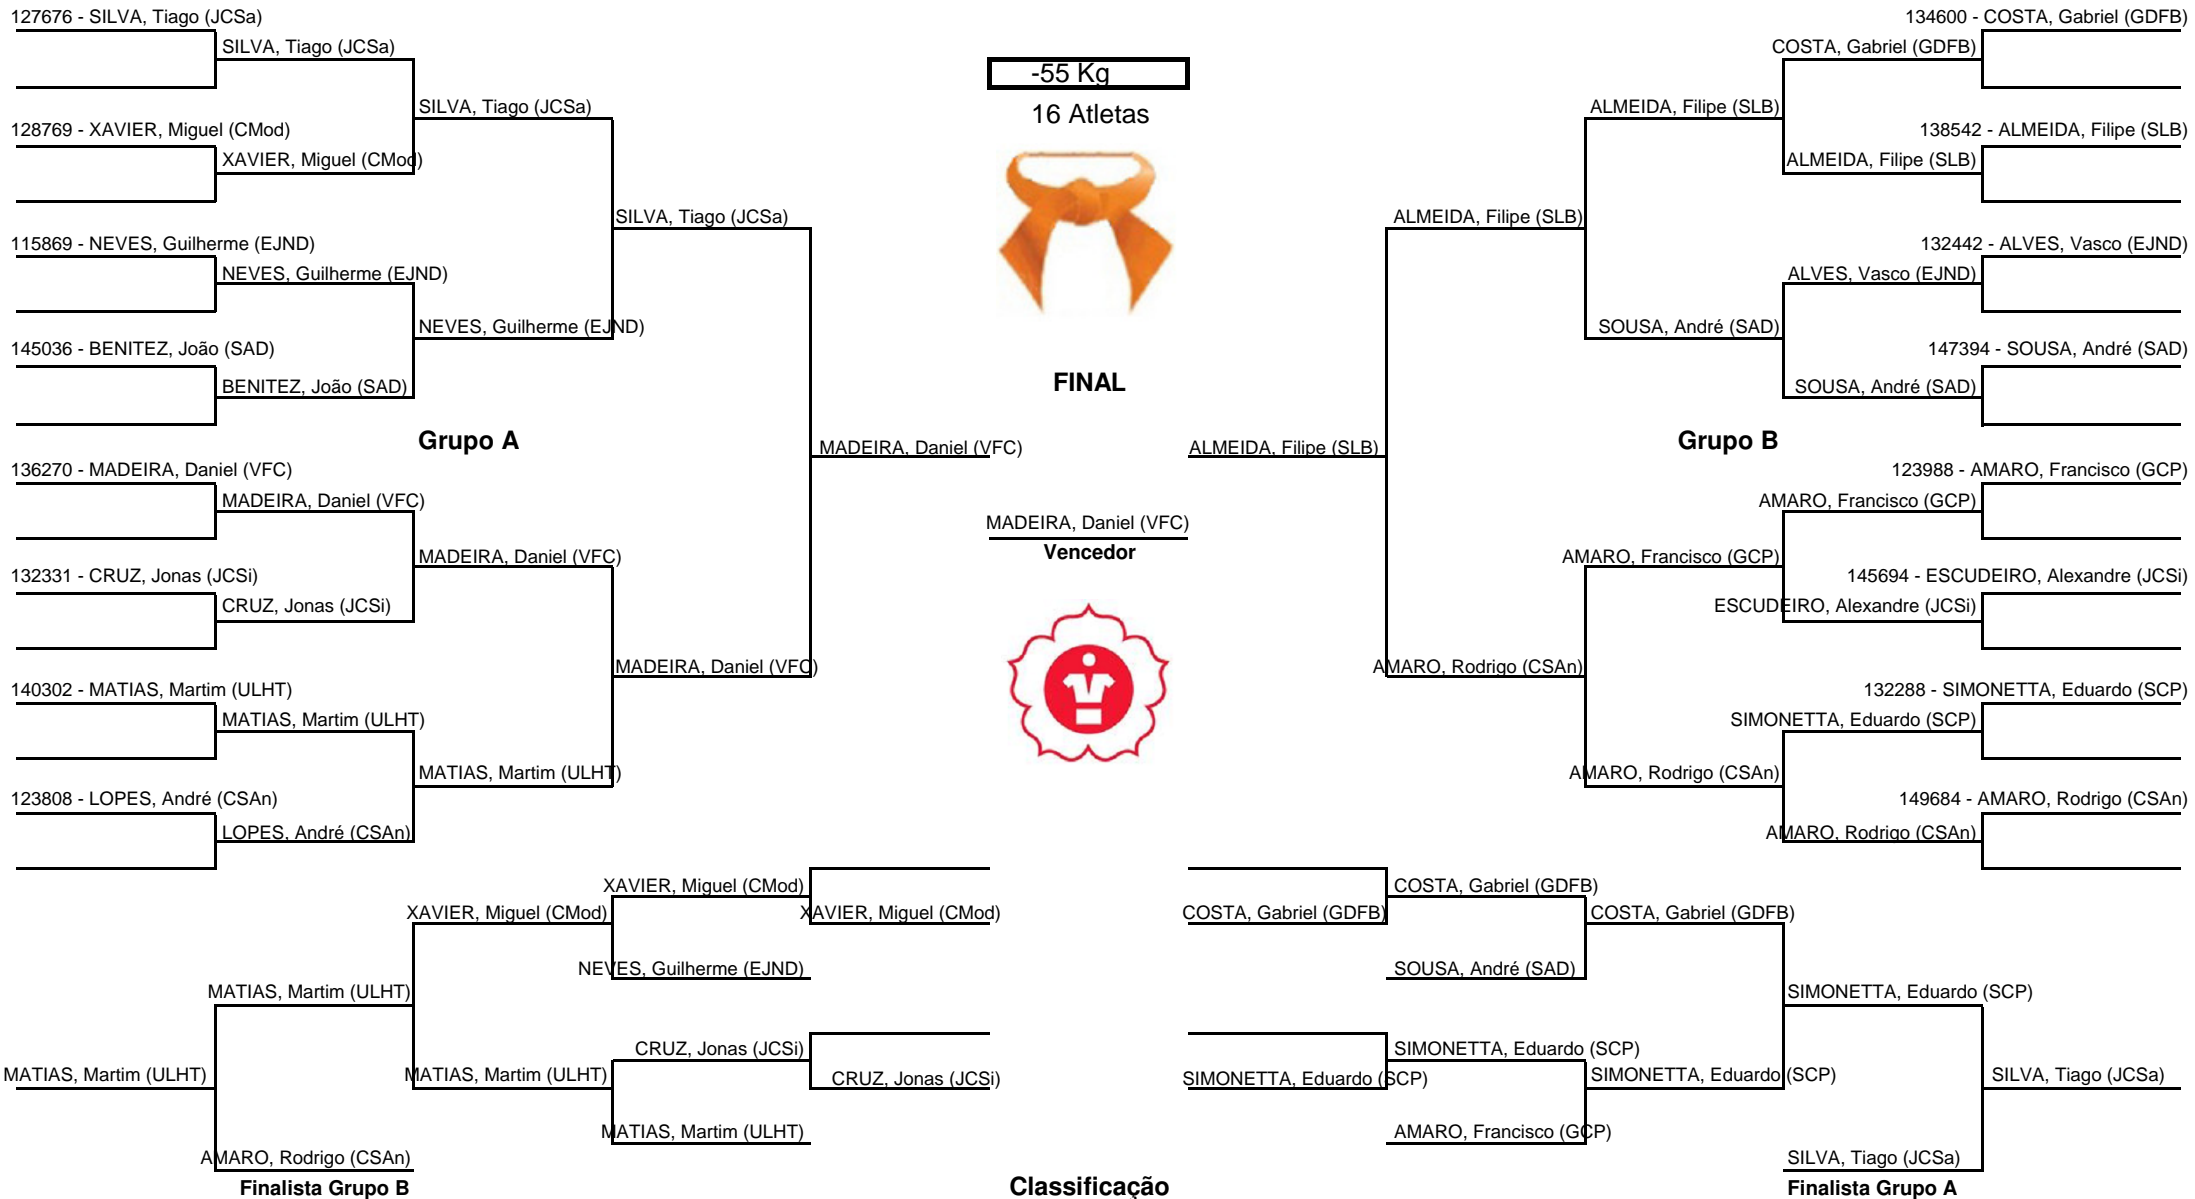 127676 - SILVA, Tiago (JCSa)
SILVA, Tiago (JCSa)
128769 - XAVIER, Miguel (CMod)
XAVIER, Miguel (CMod)
SILVA, Tiago (JCSa)
115869 - NEVES, Guilherme (EJND)
NEVES, Guilherme (EJND)
145036 - BENITEZ, João (SAD)
BENITEZ, João (SAD)
NEVES, Guilherme (EJND)
SILVA, Tiago (JCSa)
Grupo A
136270 - MADEIRA, Daniel (VFC)
MADEIRA, Daniel (VFC)
132331 - CRUZ, Jonas (JCSi)
CRUZ, Jonas (JCSi)
MADEIRA, Daniel (VFC)
140302 - MATIAS, Martim (ULHT)
MATIAS, Martim (ULHT)
123808 - LOPES, André (CSAn)
LOPES, André (CSAn)
MATIAS, Martim (ULHT)
MADEIRA, Daniel (VFC)
MADEIRA, Daniel (VFC)
-55 Kg
16 Atletas
FINAL
MADEIRA, Daniel (VFC)
Vencedor
134600 - COSTA, Gabriel (GDFB)
COSTA, Gabriel (GDFB)
138542 - ALMEIDA, Filipe (SLB)
ALMEIDA, Filipe (SLB)
ALMEIDA, Filipe (SLB)
132442 - ALVES, Vasco (EJND)
ALVES, Vasco (EJND)
147394 - SOUSA, André (SAD)
SOUSA, André (SAD)
SOUSA, André (SAD)
ALMEIDA, Filipe (SLB)
Grupo B
ALMEIDA, Filipe (SLB)
123988 - AMARO, Francisco (GCP)
AMARO, Francisco (GCP)
145694 - ESCUDEIRO, Alexandre (JCSi)
ESCUDEIRO, Alexandre (JCSi)
AMARO, Francisco (GCP)
132288 - SIMONETTA, Eduardo (SCP)
SIMONETTA, Eduardo (SCP)
149684 - AMARO, Rodrigo (CSAn)
AMARO, Rodrigo (CSAn)
AMARO, Rodrigo (CSAn)
AMARO, Rodrigo (CSAn)
XAVIER, Miguel (CMod)
XAVIER, Miguel (CMod)
XAVIER, Miguel (CMod)
NEVES, Guilherme (EJND)
MATIAS, Martim (ULHT)
CRUZ, Jonas (JCSi)
CRUZ, Jonas (JCSi)
MATIAS, Martim (ULHT)
MATIAS, Martim (ULHT)
MATIAS, Martim (ULHT)
AMARO, Rodrigo (CSAn)
Finalista Grupo B
COSTA, Gabriel (GDFB)
COSTA, Gabriel (GDFB)
COSTA, Gabriel (GDFB)
SOUSA, André (SAD)
SIMONETTA, Eduardo (SCP)
SIMONETTA, Eduardo (SCP)
SIMONETTA, Eduardo (SCP)
SIMONETTA, Eduardo (SCP)
SILVA, Tiago (JCSa)
AMARO, Francisco (GCP)
SILVA, Tiago (JCSa)
Classificação
Finalista Grupo A